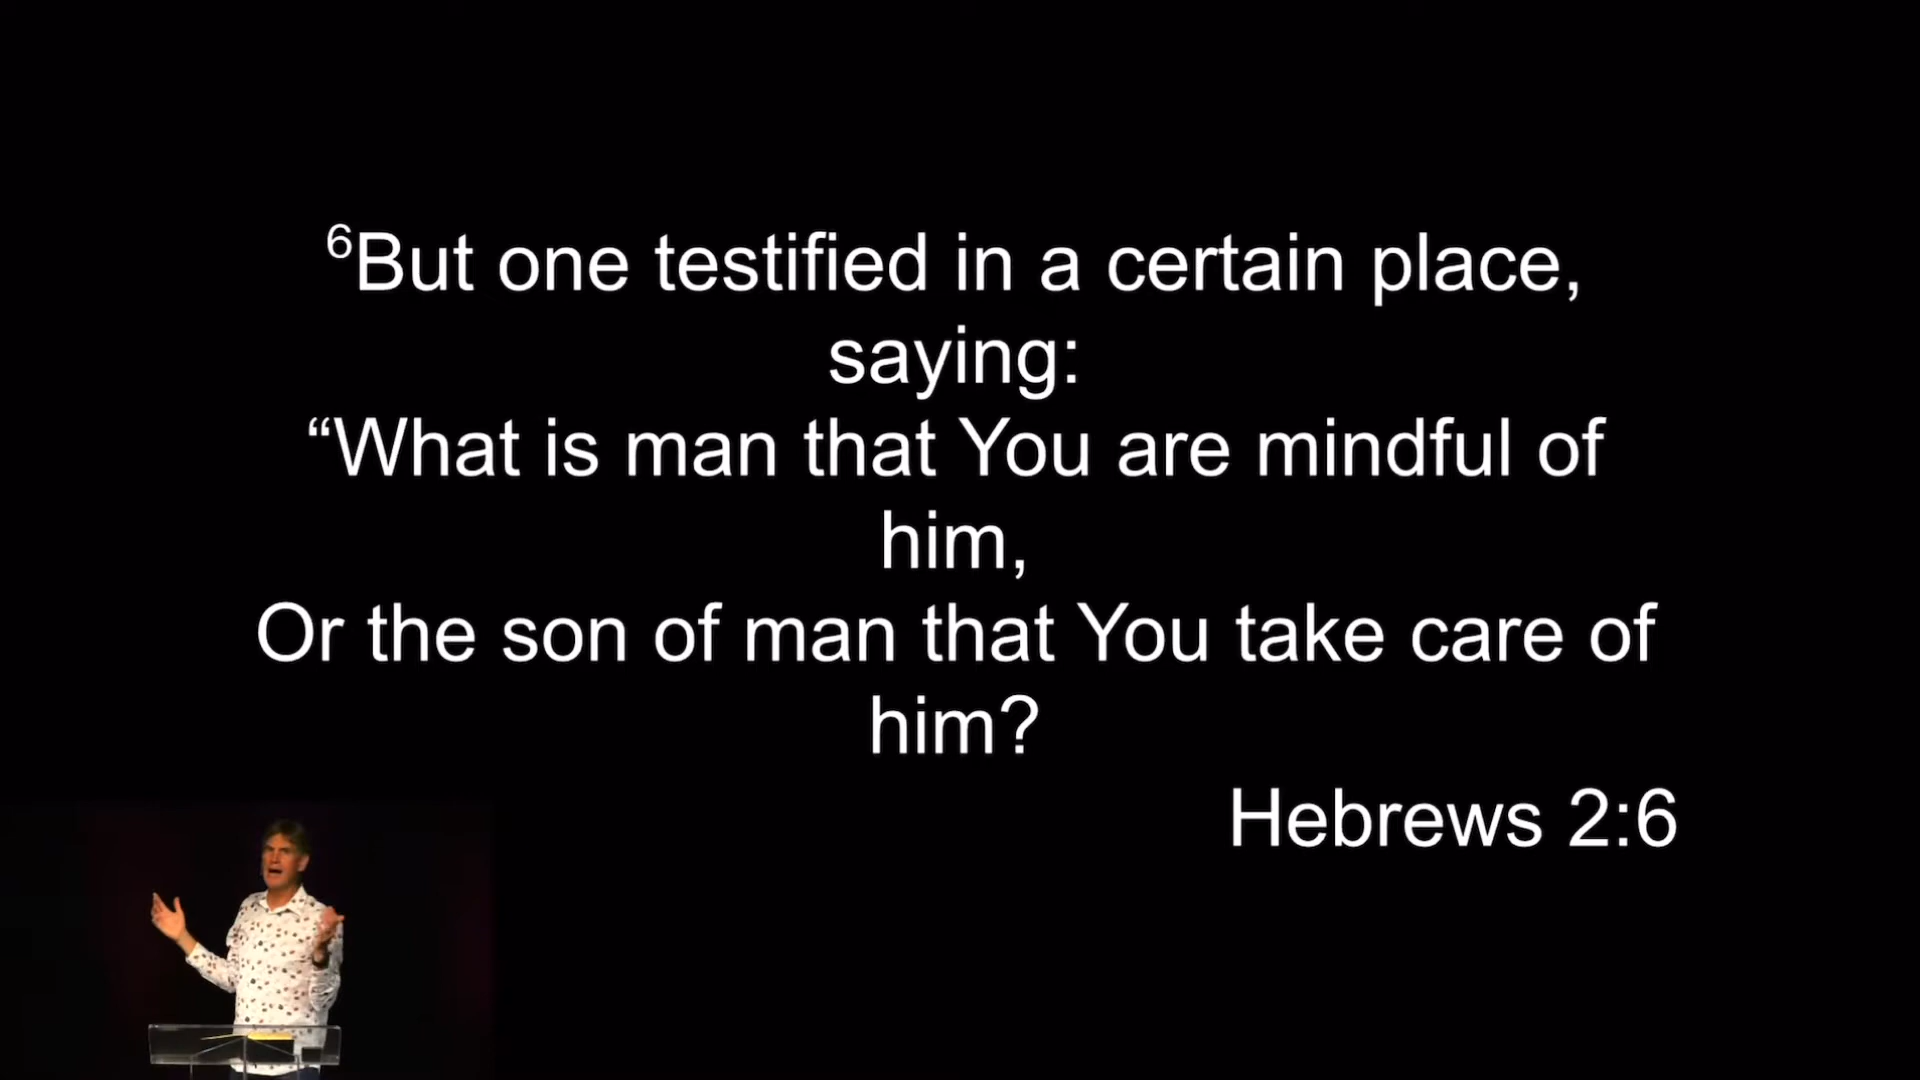 ⁶But one testified in a certain place,
saying:
“What is man that You are mindful of
him,
Or the son of man that You take care of
him?
Hebrews 2:6